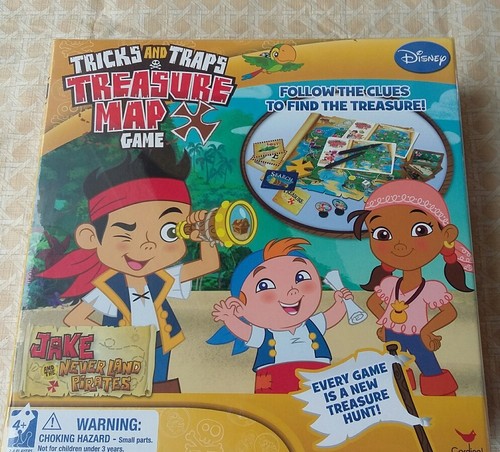 TRICKS AND TRAPS
TREASURE
MAP
GAME
Disney
FOLLOW THE CLUES
TO FIND THE TREASURE!
SEARCH
JAKE
AND THE
NEVER LAND
PIRATES
EVERY GAME
IS A NEW
TREASURE
HUNT!
4+
WARNING:
CHOKING HAZARD - Small parts.
Not for children under 3 years.
Cardinal